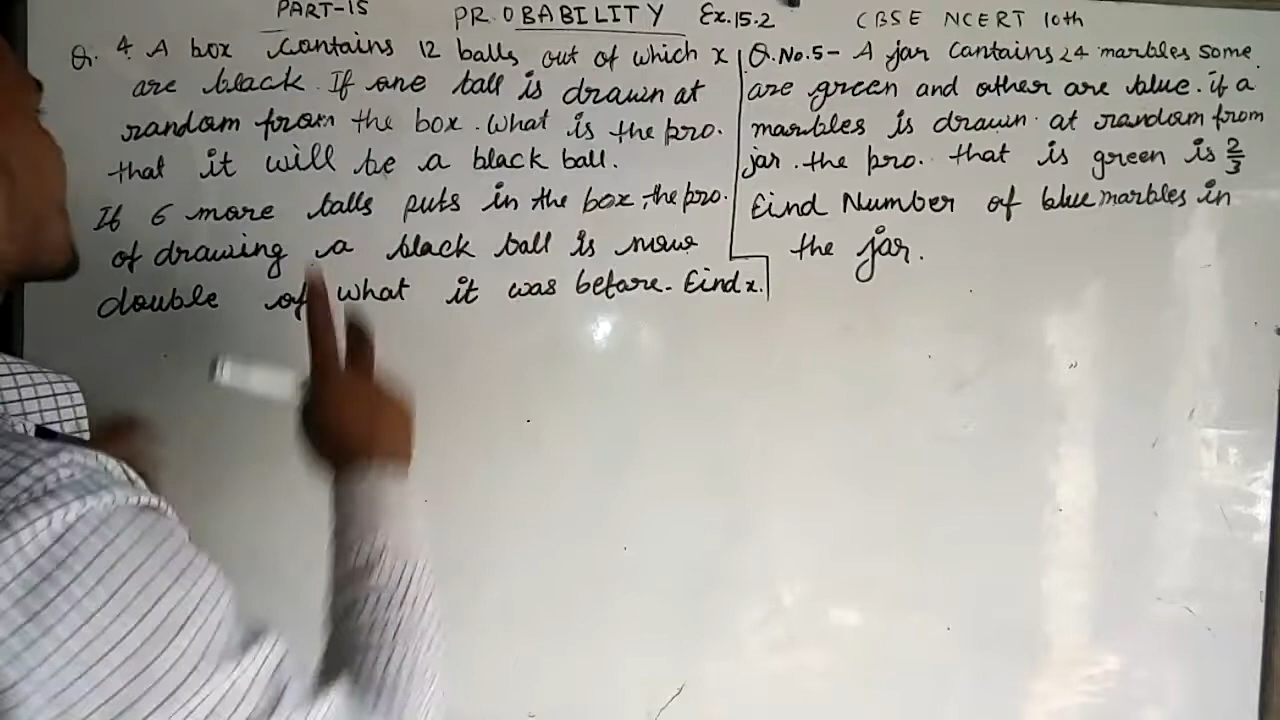 PART-15 PROBABILITY Ex.15.2 CBSE NCERT 10th
Q. 4. A box contains 12 balls out of which x
are black. If one ball is drawn at
random from the box. What is the pro.
that it will be a black ball.
If 6 more balls puts in the box, the pro.
of drawing a black ball is now
double of what it was before. Find x.
Q.No.5- A jar Contains 24 marbles some
are green and other are blue. if a
marbles is drawn at random from
jar. the pro. that is green is 2/3
Find Number of blue marbles in
the jar.